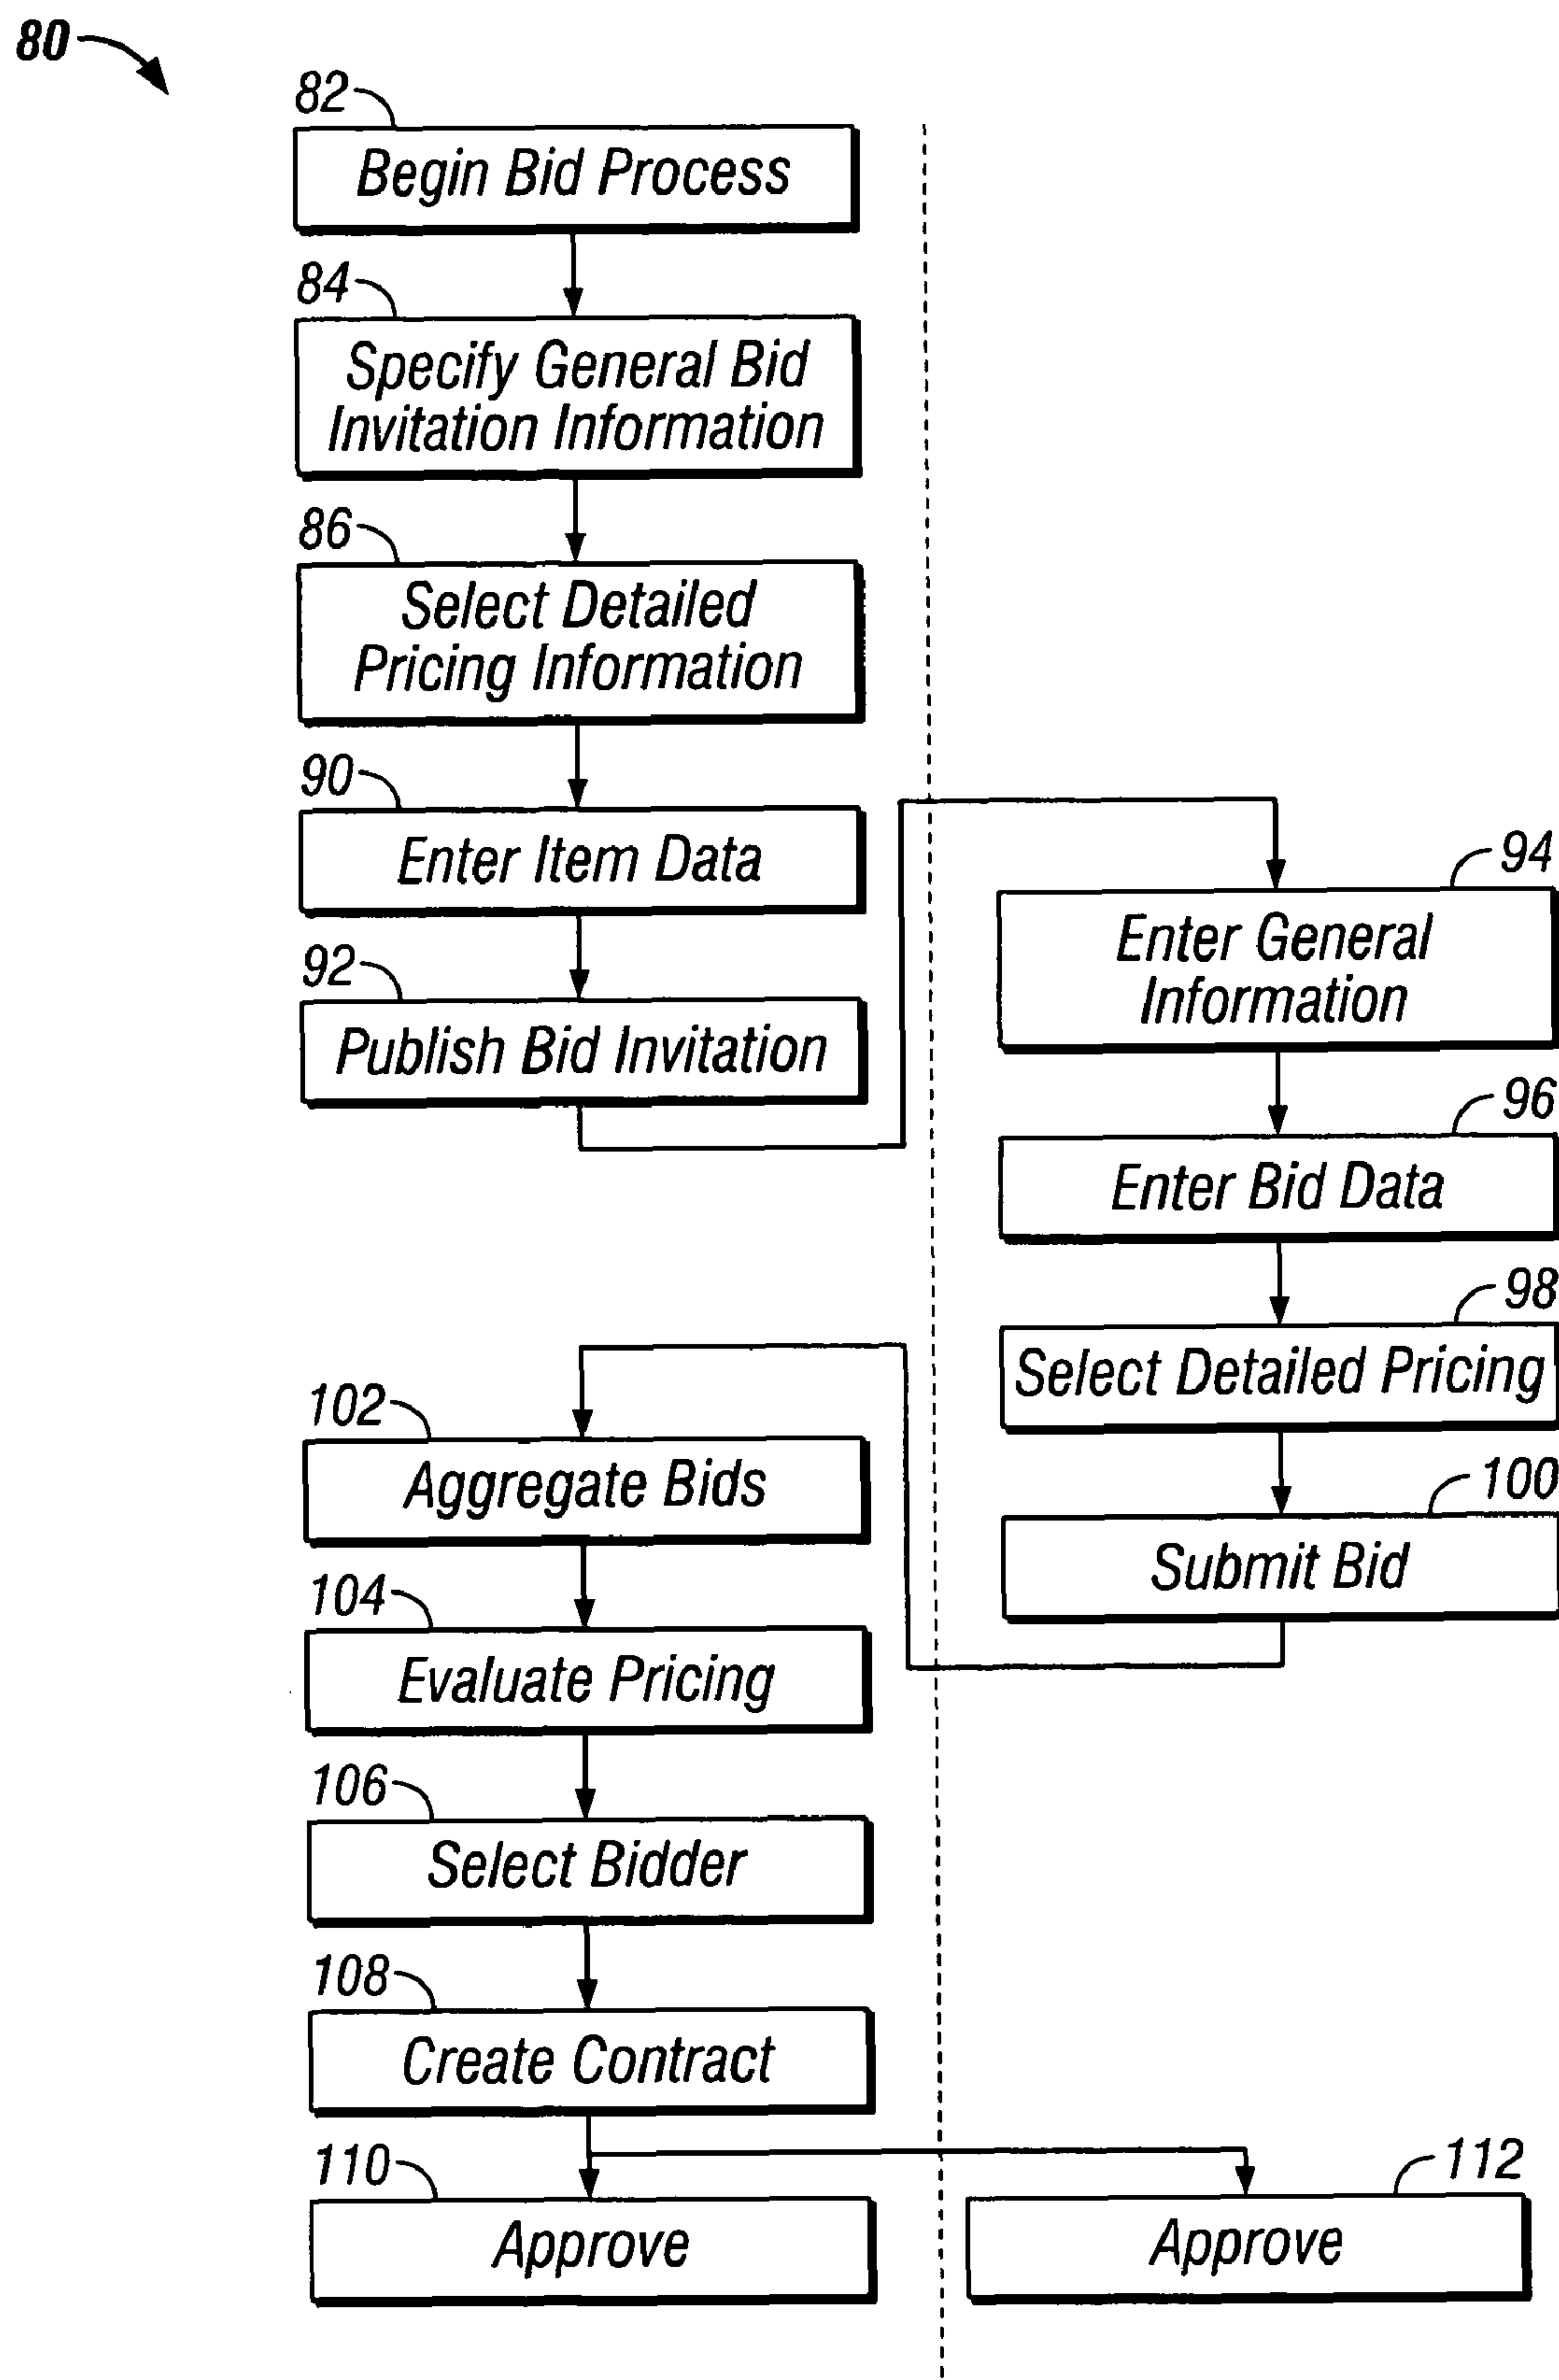 80
82
Begin Bid Process
84
Specify General Bid
Invitation Information
86
Select Detailed
Pricing Information
90
Enter Item Data
92
Publish Bid Invitation
94
Enter General
Information
96
Enter Bid Data
98
Select Detailed Pricing
100
Submit Bid
102
Aggregate Bids
104
Evaluate Pricing
106
Select Bidder
108
Create Contract
110
Approve
112
Approve